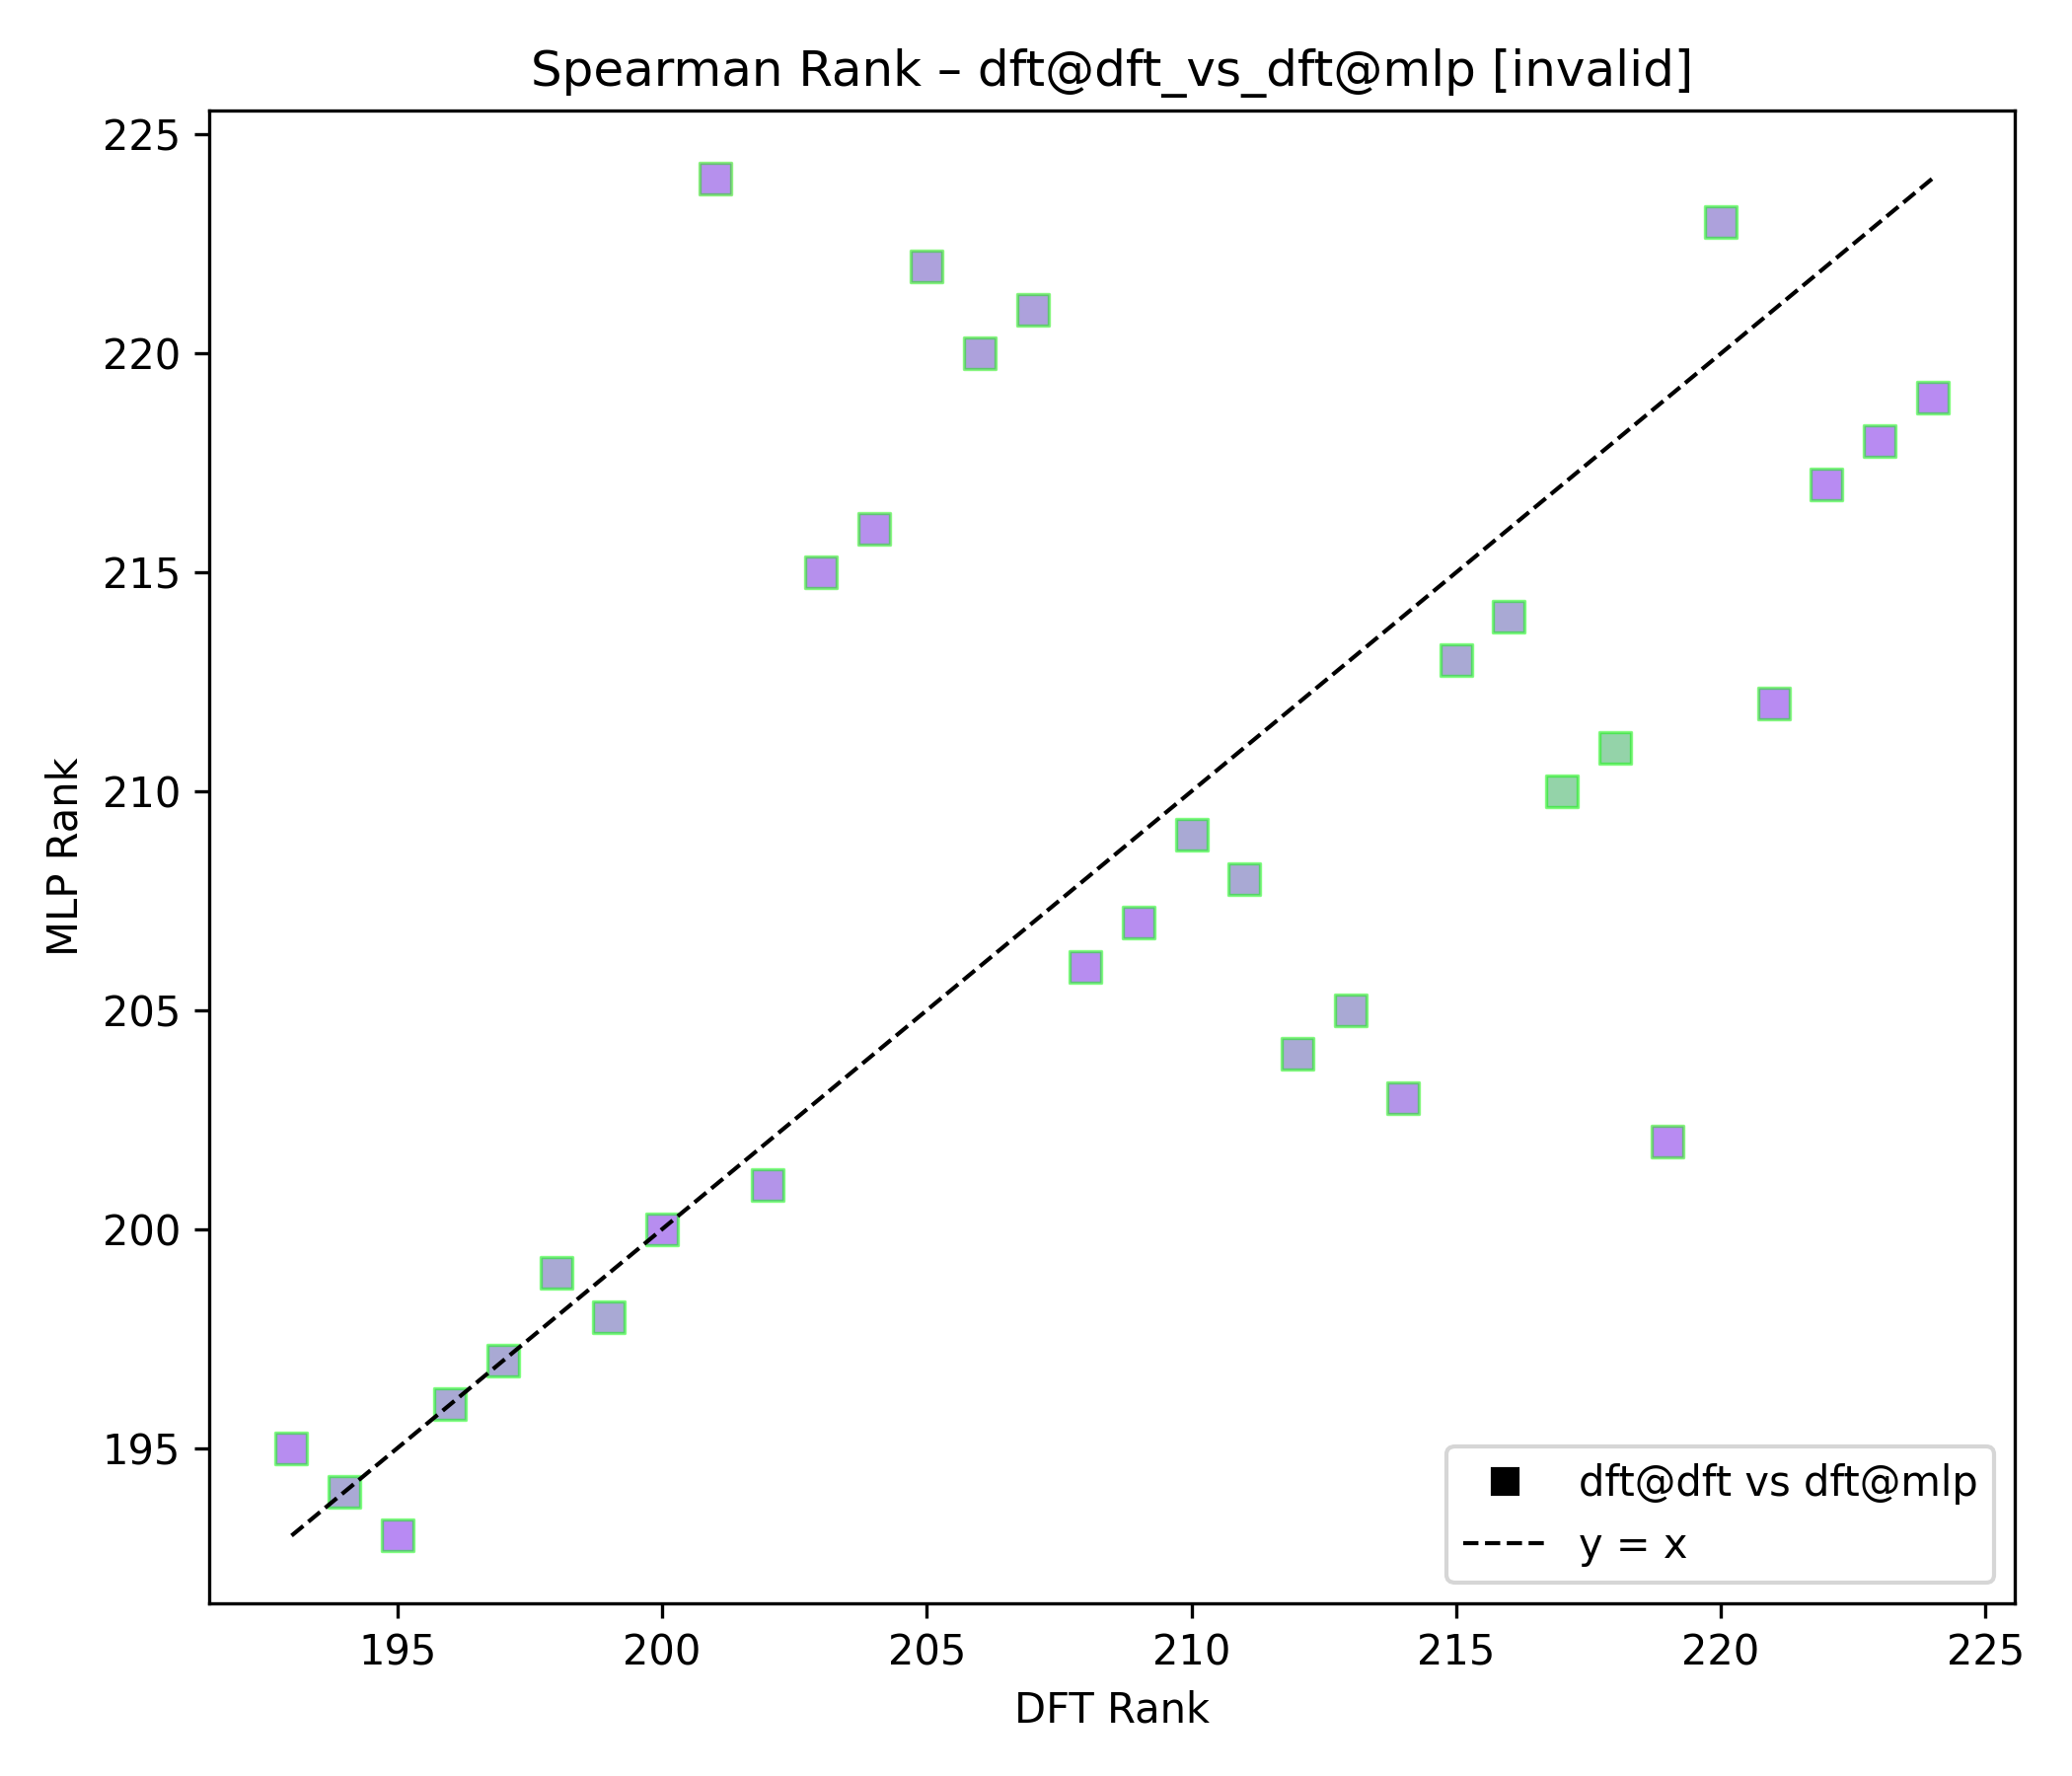 Spearman Rank – dft@dft_vs_dft@mlp [invalid]
225
220
215
210
205
200
195
MLP Rank
195 200 205 210 215 220 225
DFT Rank
dft@dft vs dft@mlp
y = x